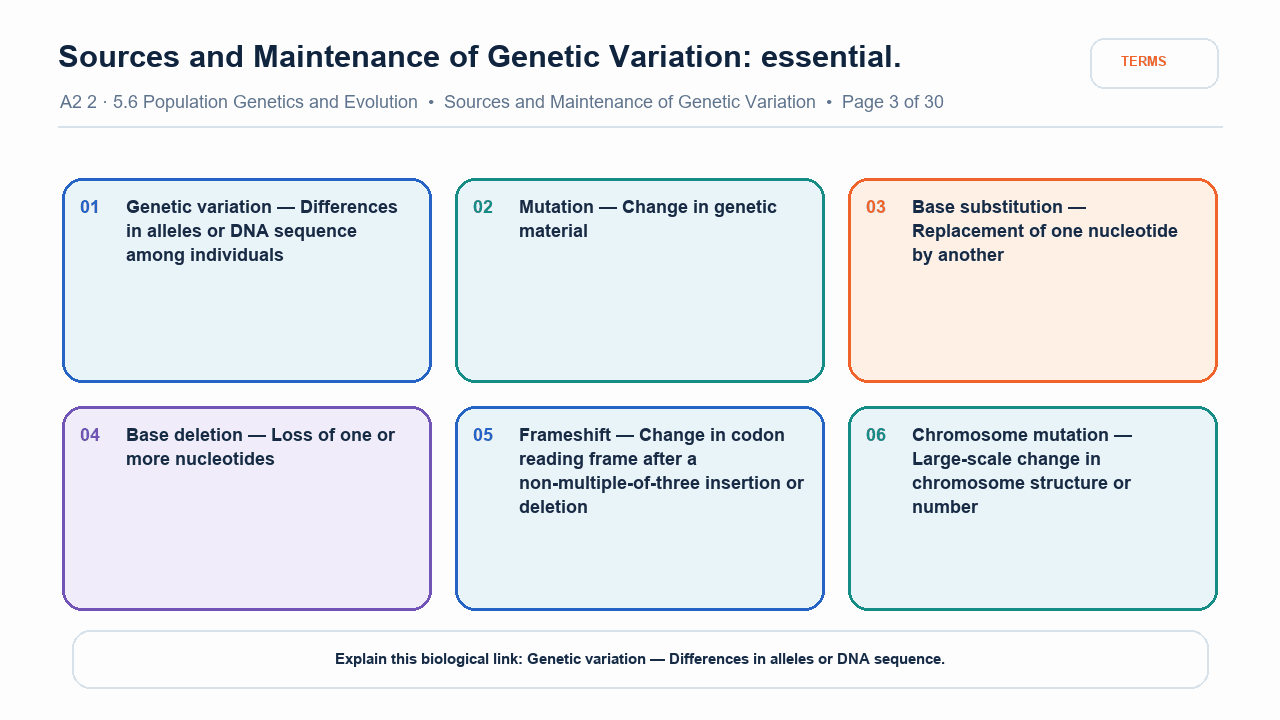 Sources and Maintenance of Genetic Variation: essential.
TERMS
A2 2 · 5.6 Population Genetics and Evolution • Sources and Maintenance of Genetic Variation • Page 3 of 30
01
Genetic variation — Differences
in alleles or DNA sequence
among individuals
02
Mutation — Change in genetic
material
03
Base substitution —
Replacement of one nucleotide
by another
04
Base deletion — Loss of one or
more nucleotides
05
Frameshift — Change in codon
reading frame after a
non-multiple-of-three insertion or
deletion
06
Chromosome mutation —
Large-scale change in
chromosome structure or
number
Explain this biological link: Genetic variation — Differences in alleles or DNA sequence.